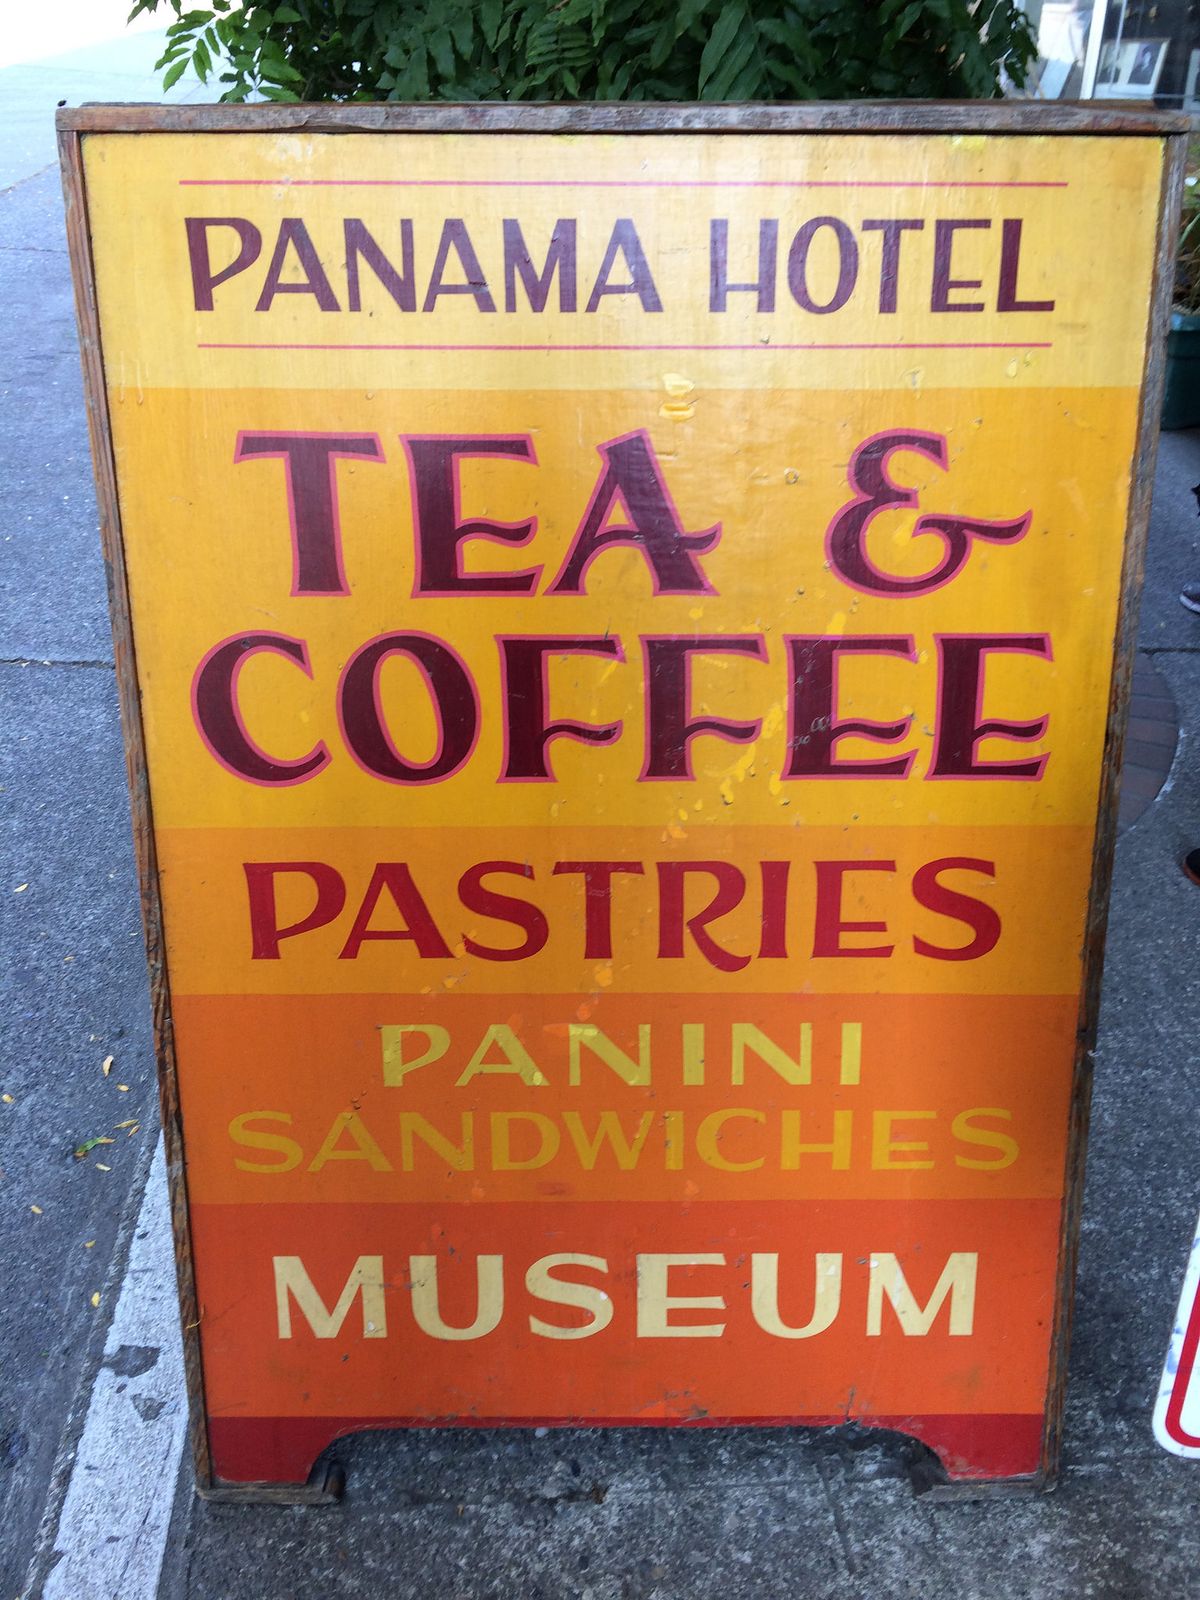 PANAMA HOTEL
TEA &
COFFEE
PASTRIES
PANINI
SANDWICHES
MUSEUM